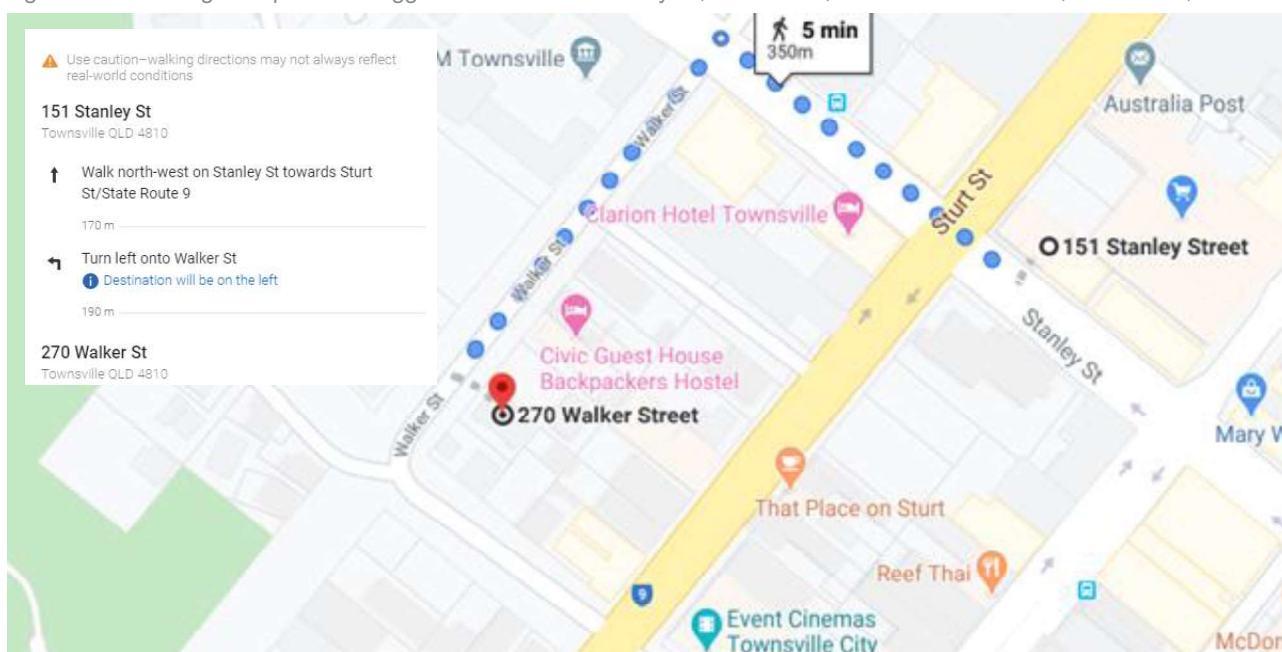 Use caution–walking directions may not always reflect
real-world conditions
151 Stanley St
Townsville QLD 4810
Walk north-west on Stanley St towards Sturt
St/State Route 9
170 m
Turn left onto Walker St
Destination will be on the left
190 m
270 Walker St
Townsville QLD 4810
M Townsville
5 min
350m
Australia Post
Walker St
Clarion Hotel Townsville
Sturt St
151 Stanley Street
Walker St
Stanley St
Civic Guest House
Backpackers Hostel
270 Walker Street
Walker St
Mary W
That Place on Sturt
Reef Thai
9
Event Cinemas
Townsville City
McDon